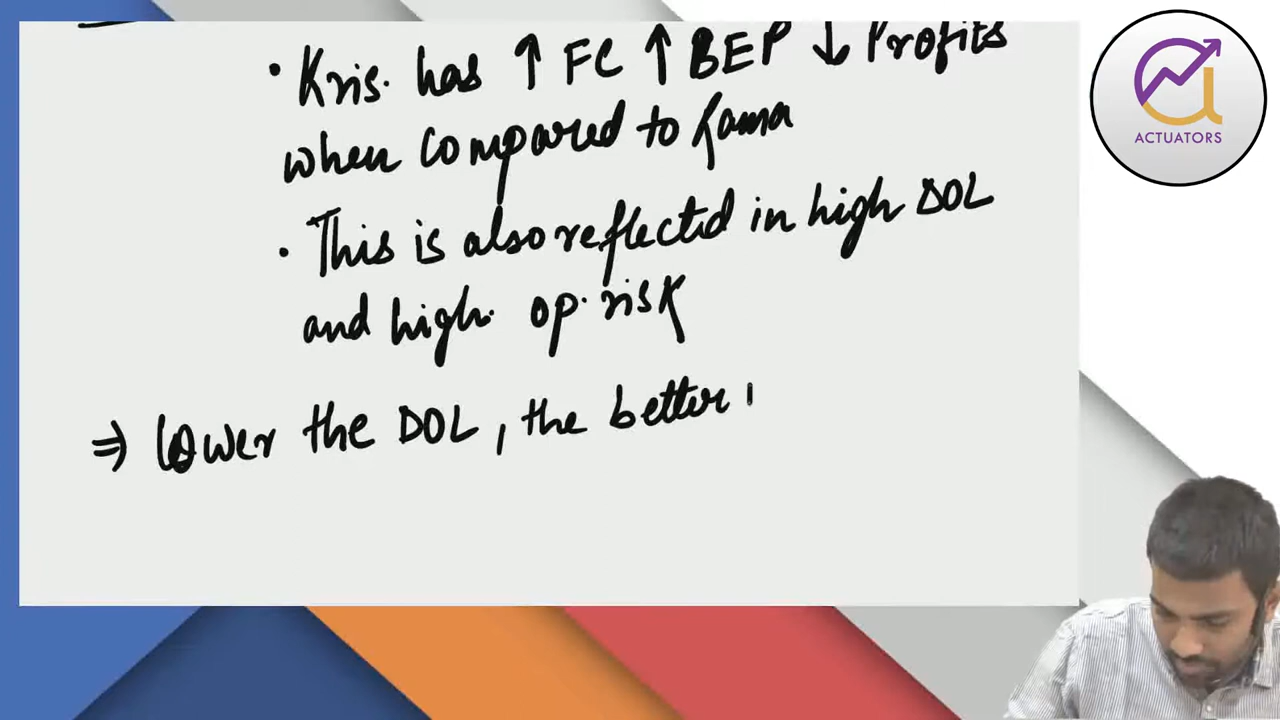 • Kris. has ↑ FC ↑ BEP ↓ Profits
when compared to Rama
• This is also reflected in high DOL
and high. op. risk
⇒ Lower the DOL, the better
ACTUATORS